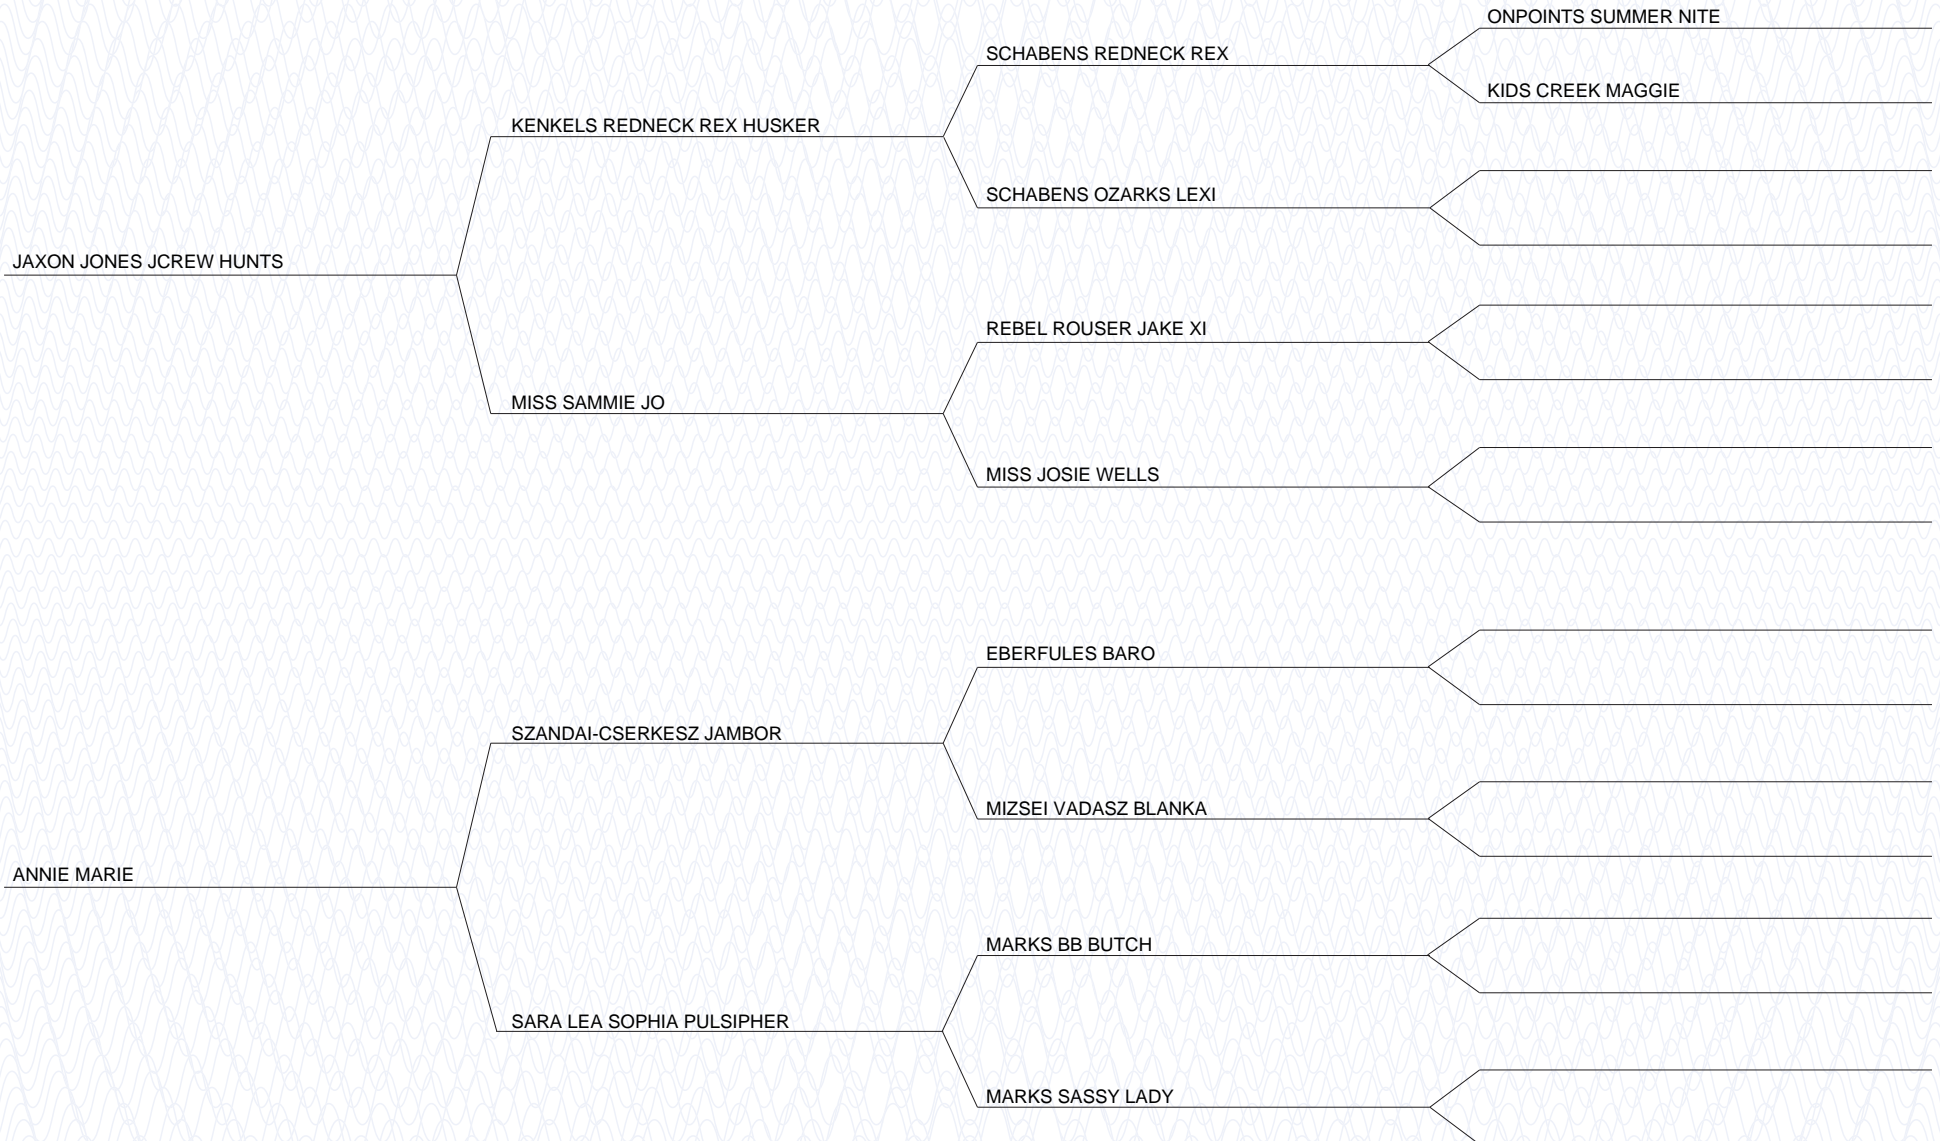 ONPOINTS SUMMER NITE
SCHABENS REDNECK REX
KIDS CREEK MAGGIE
KENKELS REDNECK REX HUSKER
SCHABENS OZARKS LEXI
JAXON JONES JCREW HUNTS
REBEL ROUSER JAKE XI
MISS SAMMIE JO
MISS JOSIE WELLS
EBERFULES BARO
SZANDAI-CSERKESZ JAMBOR
MIZSEI VADASZ BLANKA
ANNIE MARIE
MARKS BB BUTCH
SARA LEA SOPHIA PULSIPHER
MARKS SASSY LADY